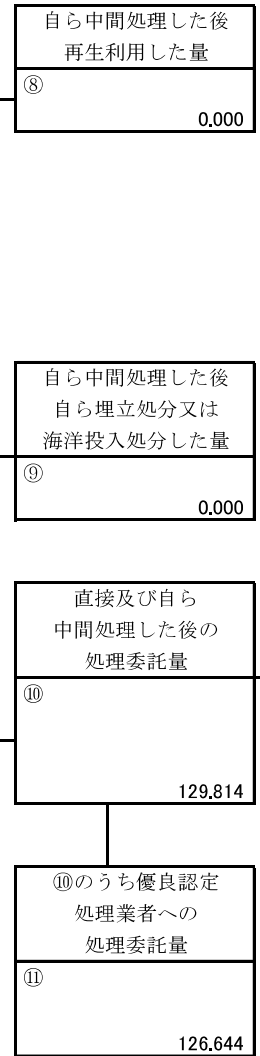 自ら中間処理した後
再生利用した量
⑧
0.000
自ら中間処理した後
自ら埋立処分又は
海洋投入処分した量
⑨
0.000
直接及び自ら
中間処理した後の
処理委託量
⑩
129.814
⑩のうち優良認定
処理業者への
処理委託量
⑪
126.644